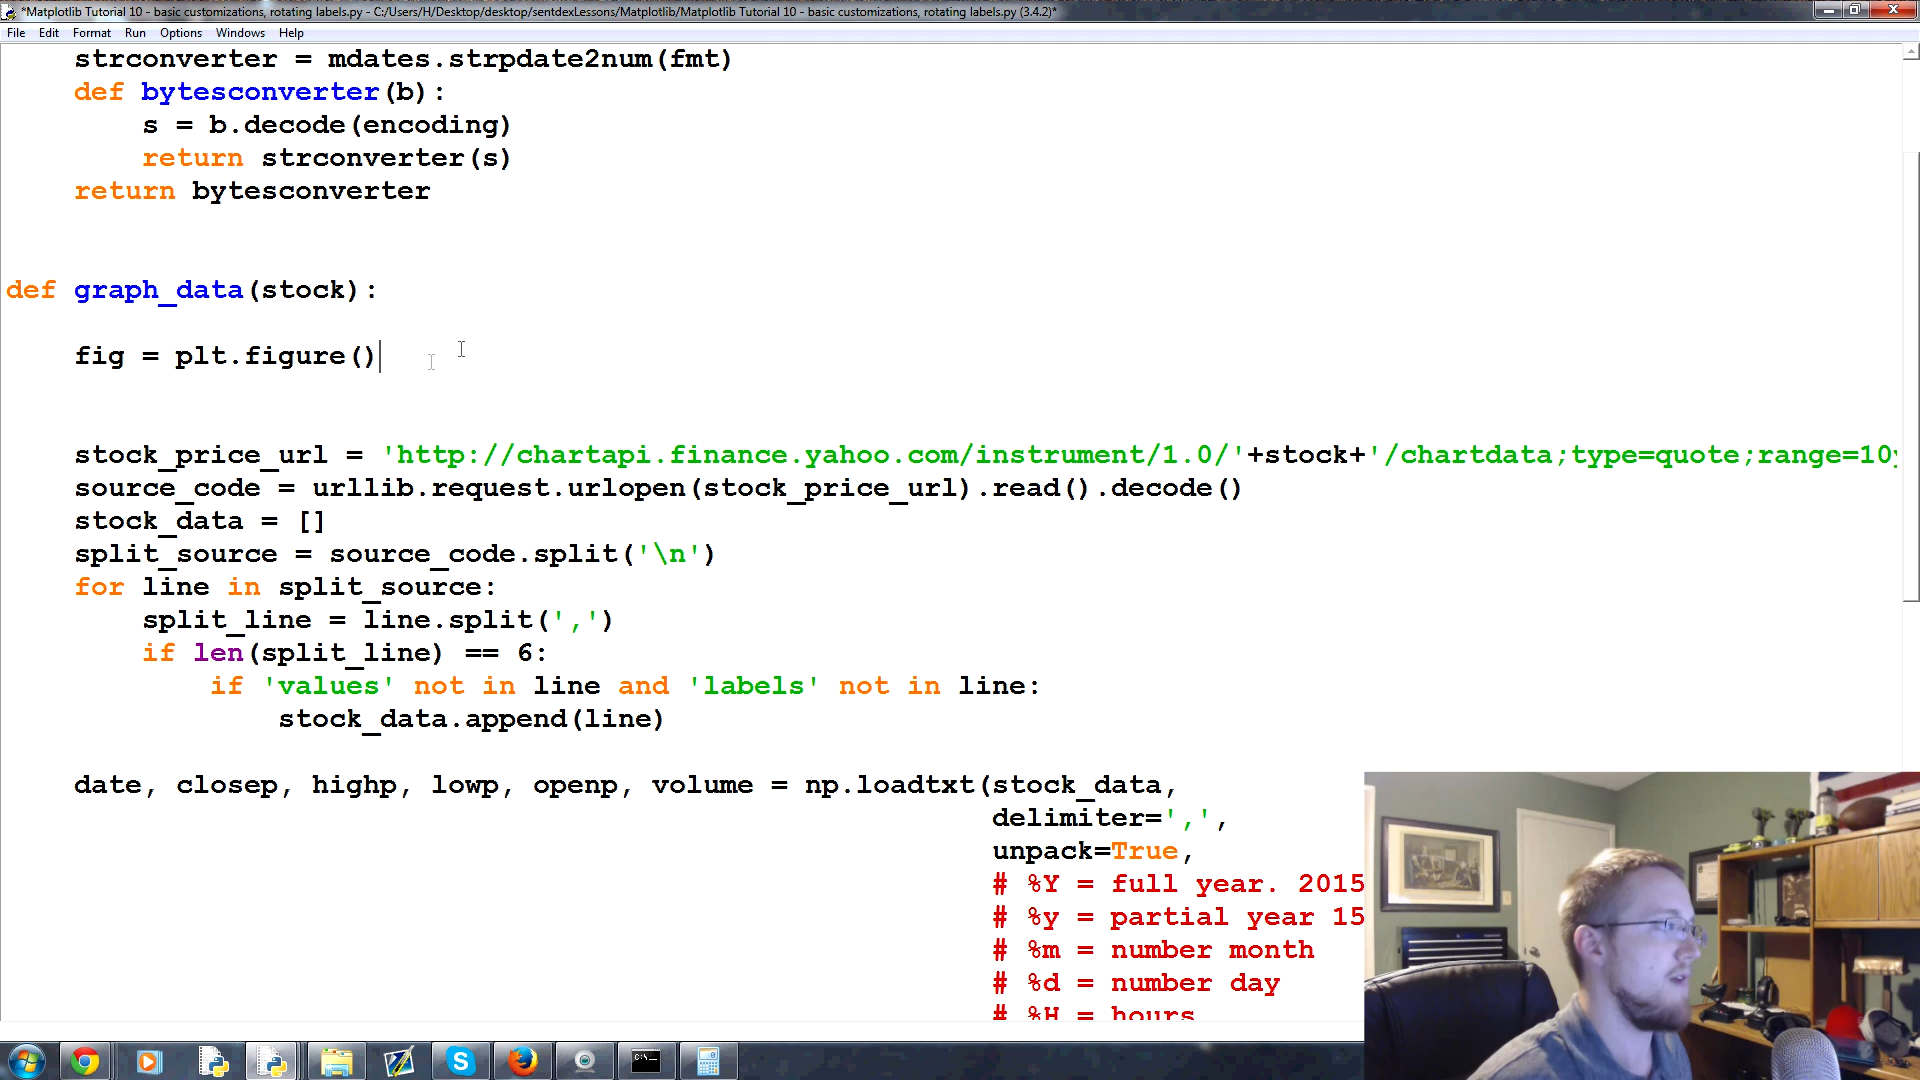 *Matplotlib Tutorial 10 - basic customizations, rotating labels.py - C:/Users/H/Desktop/desktop/sentdexLessons/Matplotlib/Matplotlib Tutorial 10 - basic customizations, rotating labels.py (3.4.2)*
File Edit Format Run Options Windows Help
strconverter = mdates.strpdate2num(fmt)
def bytesconverter(b):
s = b.decode(encoding)
return strconverter(s)
return bytesconverter
def graph_data(stock):
fig = plt.figure()
stock_price_url = 'http://chartapi.finance.yahoo.com/instrument/1.0/'+stock+'/chartdata;type=quote;range=10y
source_code = urllib.request.urlopen(stock_price_url).read().decode()
stock_data = []
split_source = source_code.split('\n')
for line in split_source:
split_line = line.split(',')
if len(split_line) == 6:
if 'values' not in line and 'labels' not in line:
stock_data.append(line)
date, closep, highp, lowp, openp, volume = np.loadtxt(stock_data,
delimiter=',',
unpack=True,
# %Y = full year. 2015
# %y = partial year 15
# %m = number month
# %d = number day
# %H = hours